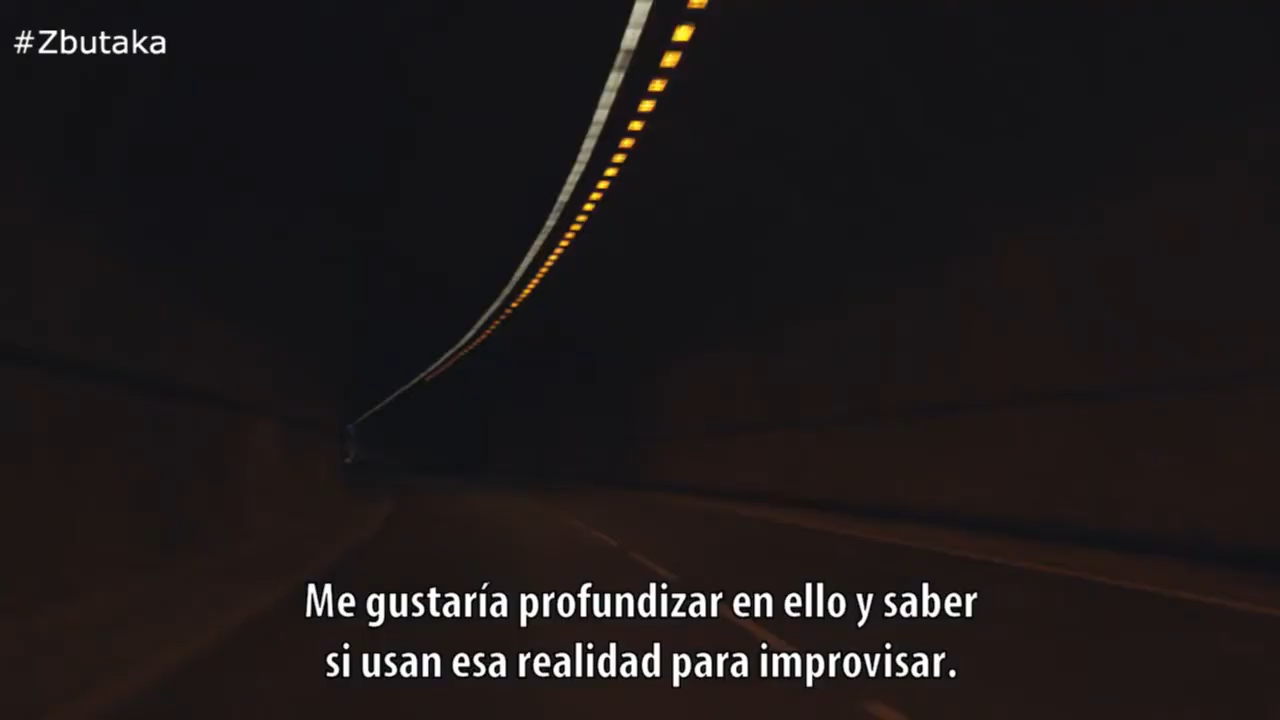 #Zbutaka
Me gustaría profundizar en ello y saber
si usan esa realidad para improvisar.